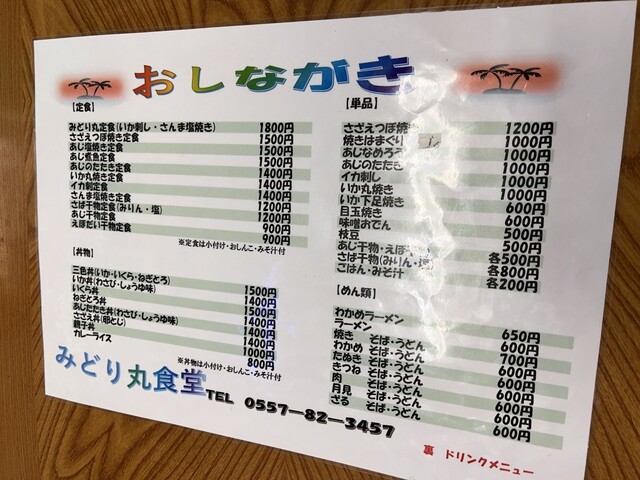 おしながき
【定食】
みどり丸定食(いか刺し・さんま塩焼き) 1800円
さざえつぼ焼き定食 1500円
あじ塩焼き定食 1500円
あじ煮魚定食 1500円
あじのたたき定食 1400円
いか丸焼き定食 1400円
イカ刺定食 1400円
さんま塩焼き定食 1200円
さば干物定食(みりん・塩) 1200円
あじ干物定食 900円
えぼだい干物定食 900円
※定食は小付け・おしんこ・みそ汁付
【丼物】
三色丼(いか・いくら・ねぎとろ) 1500円
いか丼(わさび・しょうゆ味) 1400円
いくら丼 1500円
ねぎとろ丼 1400円
あじたたき丼(わさび・しょうゆ味) 1400円
さざえ丼(卵とじ) 1400円
親子丼 1000円
カレーライス 800円
※丼物は小付け・おしんこ・みそ汁付
みどり丸食堂 TEL 0557ー82ー3457
【単品】
さざえつぼ焼 1200円
焼きはまぐり 1000円
あじなめろう 1000円
あじのたたき 1000円
イカ刺し 1000円
いか丸焼き 1000円
いか下足焼き 600円
目玉焼き 600円
味噌おでん 500円
枝豆 500円
あじ干物・えぼ干物 各500円
さば干物(みりん・塩) 各800円
ごはん・みそ汁 各200円
【めん類】
わかめラーメン 650円
ラーメン 600円
焼き そば・うどん 700円
わかめ そば・うどん 600円
たぬき そば・うどん 600円
きつね そば・うどん 600円
肉 そば・うどん 600円
月見 そば・うどん 600円
ざる そば・うどん 600円
裏 ドリンクメニュー